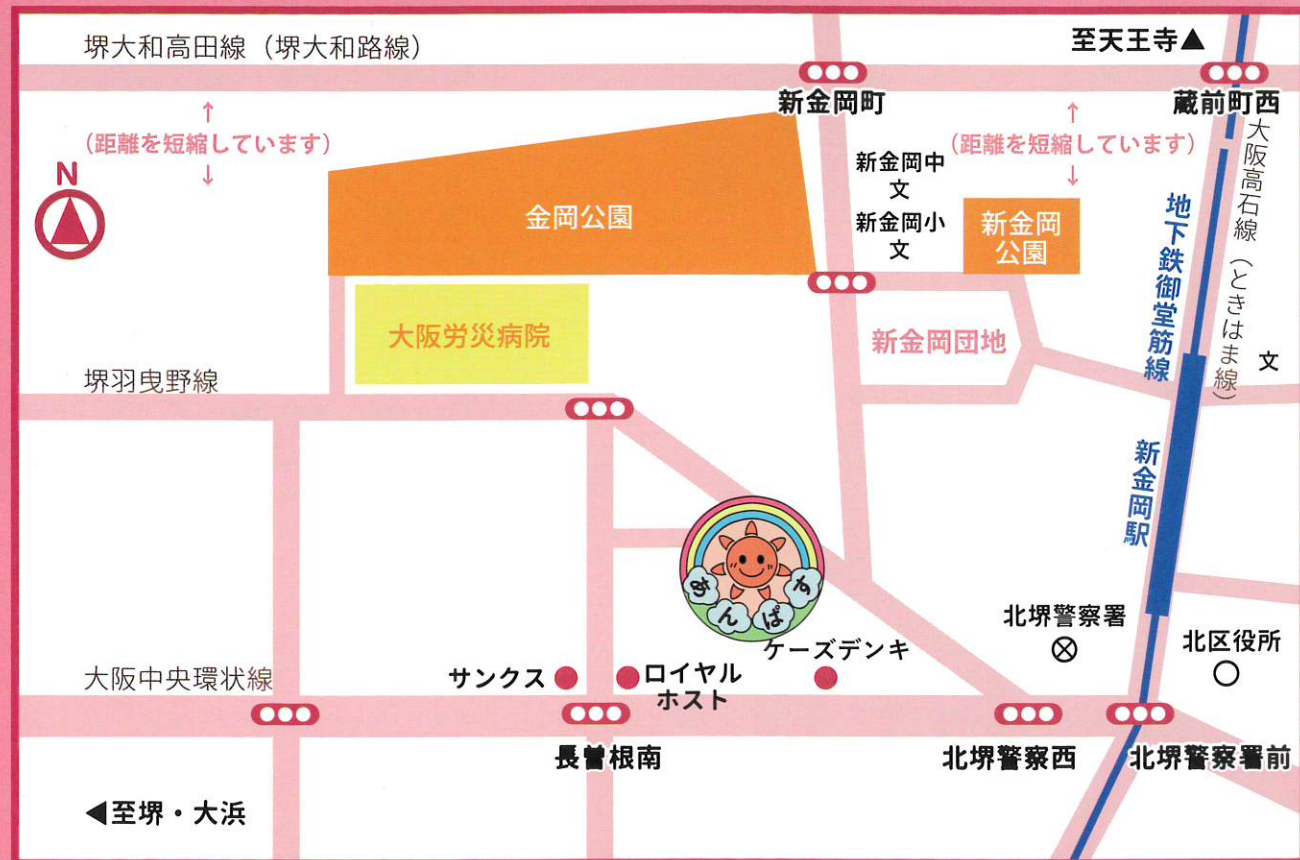 堺大和高田線（堺大和路線）
至天王寺▲
新金岡町
蔵前町西
↑
（距離を短縮しています）
↓
↑
（距離を短縮しています）
↓
N
大阪高石線（ときはま線）
新金岡中
文
新金岡小
文
金岡公園
新金岡
公園
地下鉄御堂筋線
大阪労災病院
新金岡団地
文
堺羽曳野線
新金岡駅
あんぱす
北堺警察署
北区役所
ケーズデンキ
大阪中央環状線
サンクス
ロイヤル
ホスト
長曽根南
北堺警察西
北堺警察署前
◀至堺・大浜